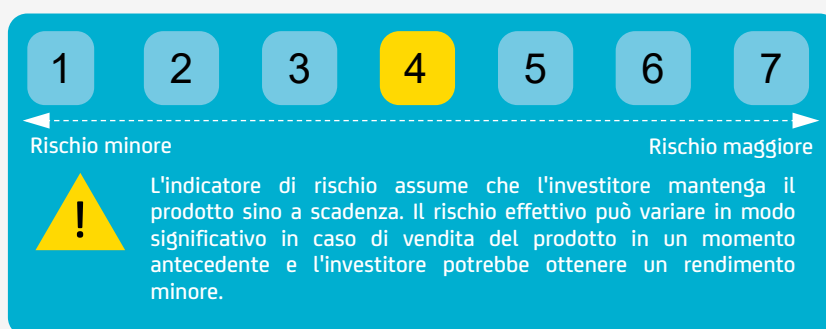 1 2 3 4 5 6 7
Rischio minore Rischio maggiore
!
L'indicatore di rischio assume che l'investitore mantenga il
prodotto sino a scadenza. Il rischio effettivo può variare in modo
significativo in caso di vendita del prodotto in un momento
antecedente e l'investitore potrebbe ottenere un rendimento
minore.